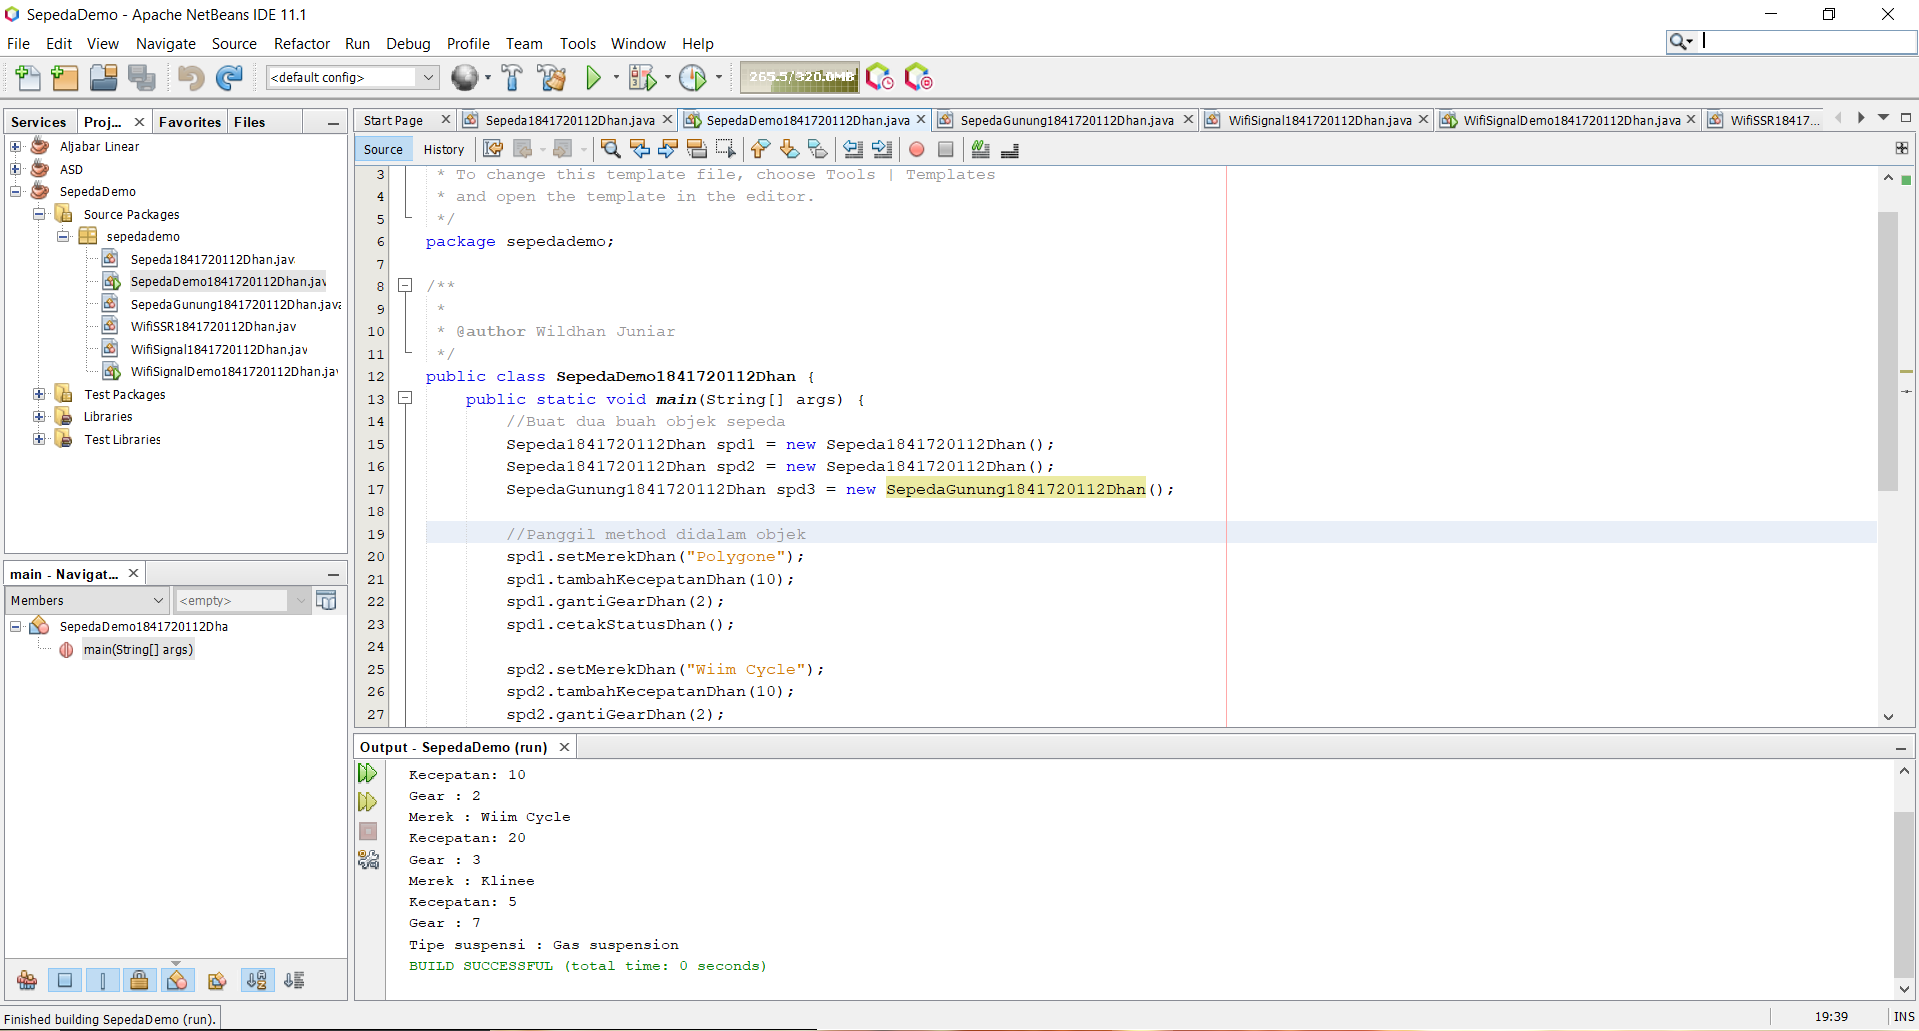 SepedaDemo - Apache NetBeans IDE 11.1
File Edit View Navigate Source Refactor Run Debug Profile Team Tools Window Help
<default config>
265.5/320.0MB
Services Proj... Favorites Files
Aljabar Linear
ASD
SepedaDemo
Source Packages
sepedademo
Sepeda1841720112Dhan.jav
SepedaDemo1841720112Dhan.jav
SepedaGunung1841720112Dhan.java
WifiSSR1841720112Dhan.jav
WifiSignal1841720112Dhan.jav
WifiSignalDemo1841720112Dhan.jav
Test Packages
Libraries
Test Libraries
main - Navigat...
Members <empty>
SepedaDemo1841720112Dha
main(String[] args)
Start Page Sepeda1841720112Dhan.java SepedaDemo1841720112Dhan.java SepedaGunung1841720112Dhan.java WifiSignal1841720112Dhan.java WifiSignalDemo1841720112Dhan.java WifiSSR18417...
Source History
3 * To change this template file, choose Tools | Templates
4 * and open the template in the editor.
5 */
6 package sepedademo;
7
8 /**
9 *
10 * @author Wildhan Juniar
11 */
12 public class SepedaDemo1841720112Dhan {
13 public static void main(String[] args) {
14 //Buat dua buah objek sepeda
15 Sepeda1841720112Dhan spd1 = new Sepeda1841720112Dhan();
16 Sepeda1841720112Dhan spd2 = new Sepeda1841720112Dhan();
17 SepedaGunung1841720112Dhan spd3 = new SepedaGunung1841720112Dhan();
18
19 //Panggil method didalam objek
20 spd1.setMerekDhan("Polygone");
21 spd1.tambahKecepatanDhan(10);
22 spd1.gantiGearDhan(2);
23 spd1.cetakStatusDhan();
24
25 spd2.setMerekDhan("Wiim Cycle");
26 spd2.tambahKecepatanDhan(10);
27 spd2.gantiGearDhan(2);
Output - SepedaDemo (run)
Kecepatan: 10
Gear : 2
Merek : Wiim Cycle
Kecepatan: 20
Gear : 3
Merek : Klinee
Kecepatan: 5
Gear : 7
Tipe suspensi : Gas suspension
BUILD SUCCESSFUL (total time: 0 seconds)
Finished building SepedaDemo (run).
19:39 INS